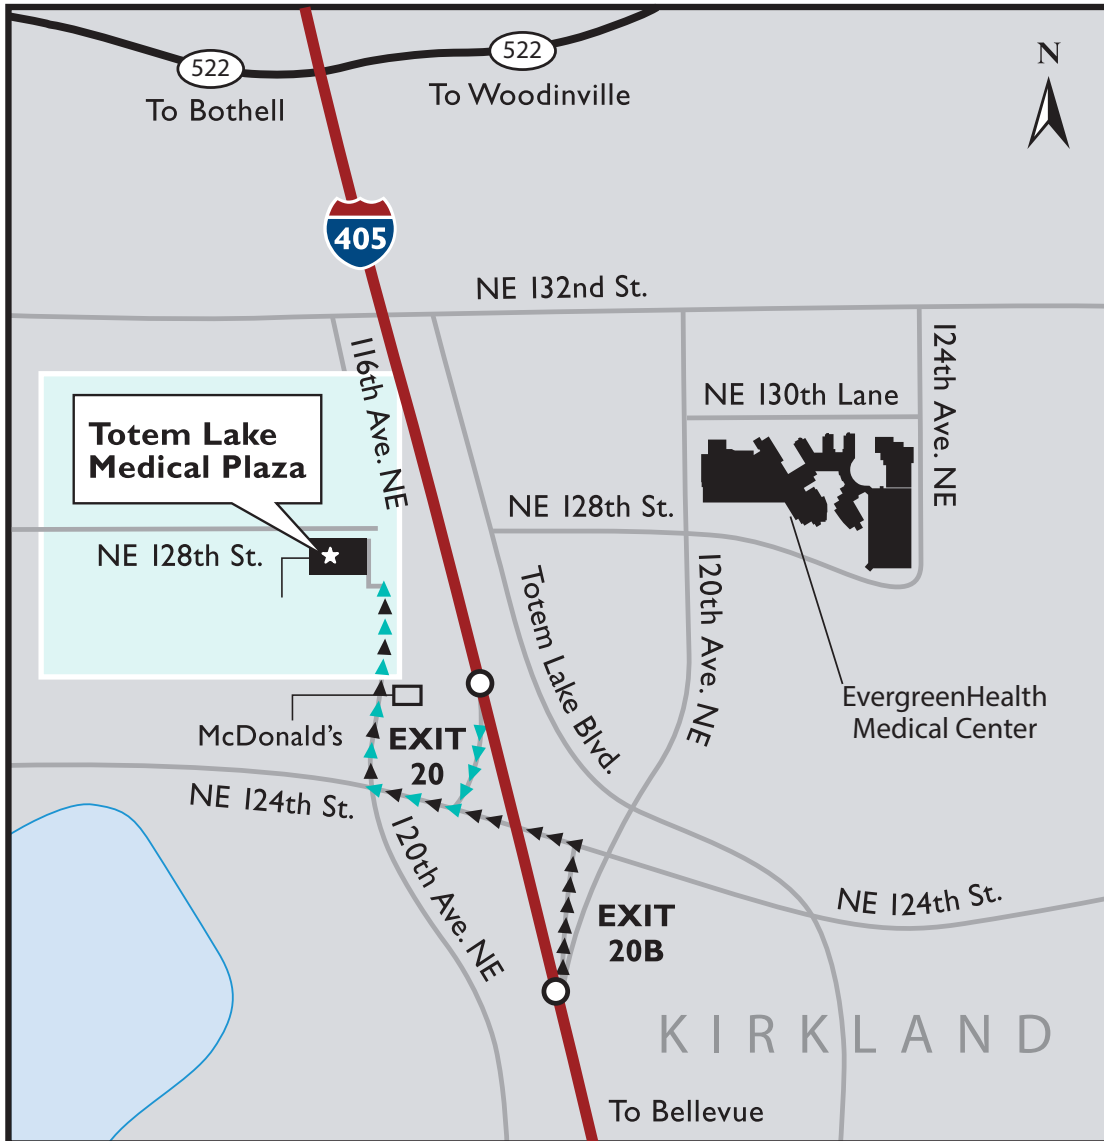 522
522
To Bothell
To Woodinville
N
405
NE 132nd St.
116th Ave. NE
124th Ave. NE
NE 130th Lane
Totem Lake
Medical Plaza
NE 128th St.
NE 128th St.
120th Ave. NE
Totem Lake Blvd.
EvergreenHealth
Medical Center
McDonald's
EXIT
20
NE 124th St.
120th Ave. NE
NE 124th St.
EXIT
20B
KIRKLAND
To Bellevue